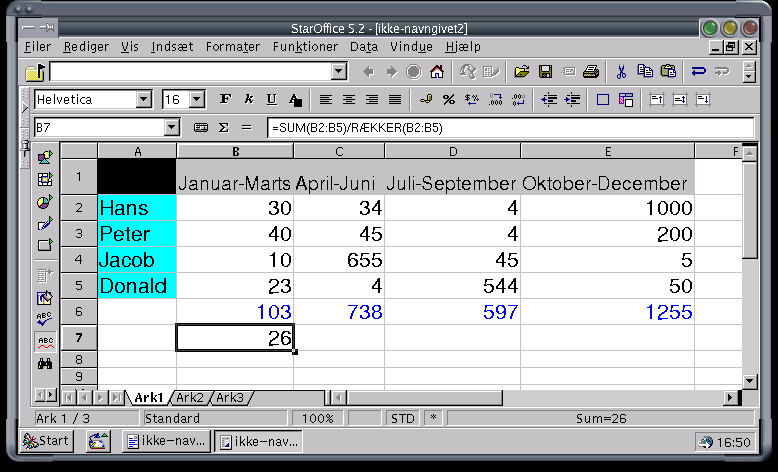 StarOffice 5.2 - [ikke-navngivet2]
Filer Rediger Vis Indsæt Formater Funktioner Data Vindue Hjælp
Helvetica 16 F K U A % $% .000 .000
B7 Σ = =SUM(B2:B5)/RÆKKER(B2:B5)
A B C D E F
1 Januar-Marts April-Juni Juli-September Oktober-December
2 Hans 30 34 4 1000
3 Peter 40 45 4 200
4 Jacob 10 655 45 5
5 Donald 23 4 544 50
6 103 738 597 1255
7 26
8
9
ABC
ABC
Ark1 Ark2 Ark3
Ark 1 / 3 Standard 100% STD * Sum=26
Start ikke-nav... ikke-nav... 16:50